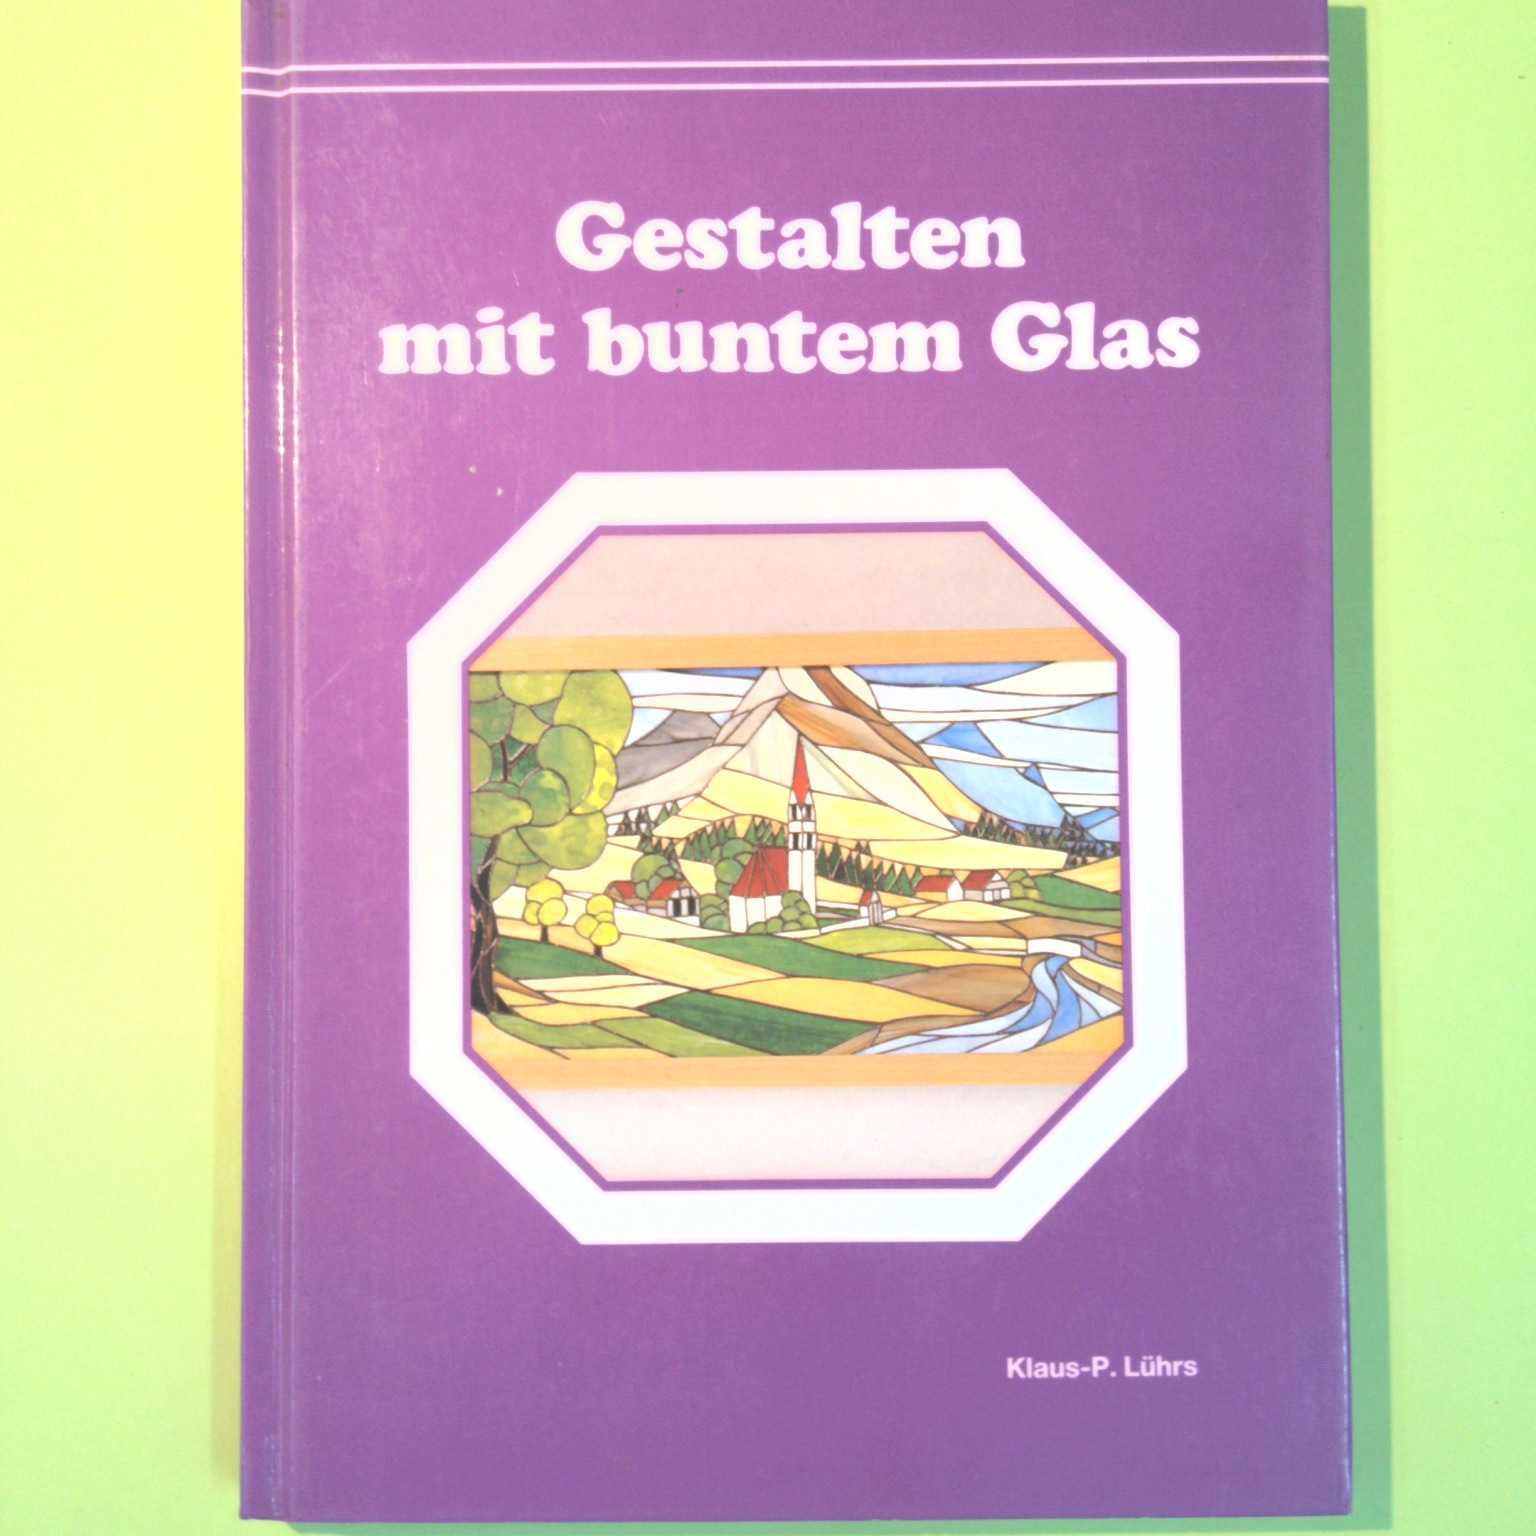 Gestalten
mit buntem Glas
Klaus-P. Lührs